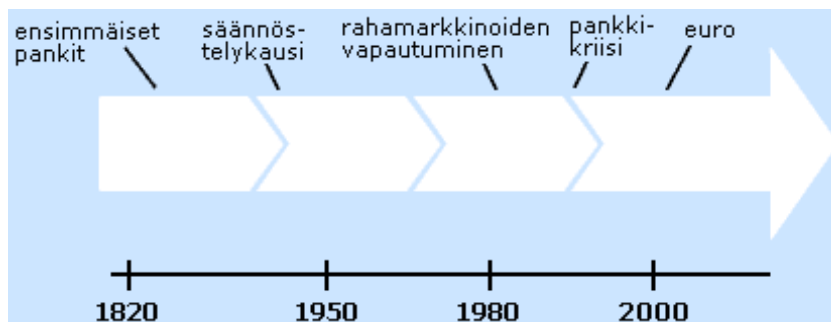 ensimmäiset
pankit
säännös-
telykausi
rahamarkkinoiden
vapautuminen
pankki-
kriisi
euro
1820 1950 1980 2000